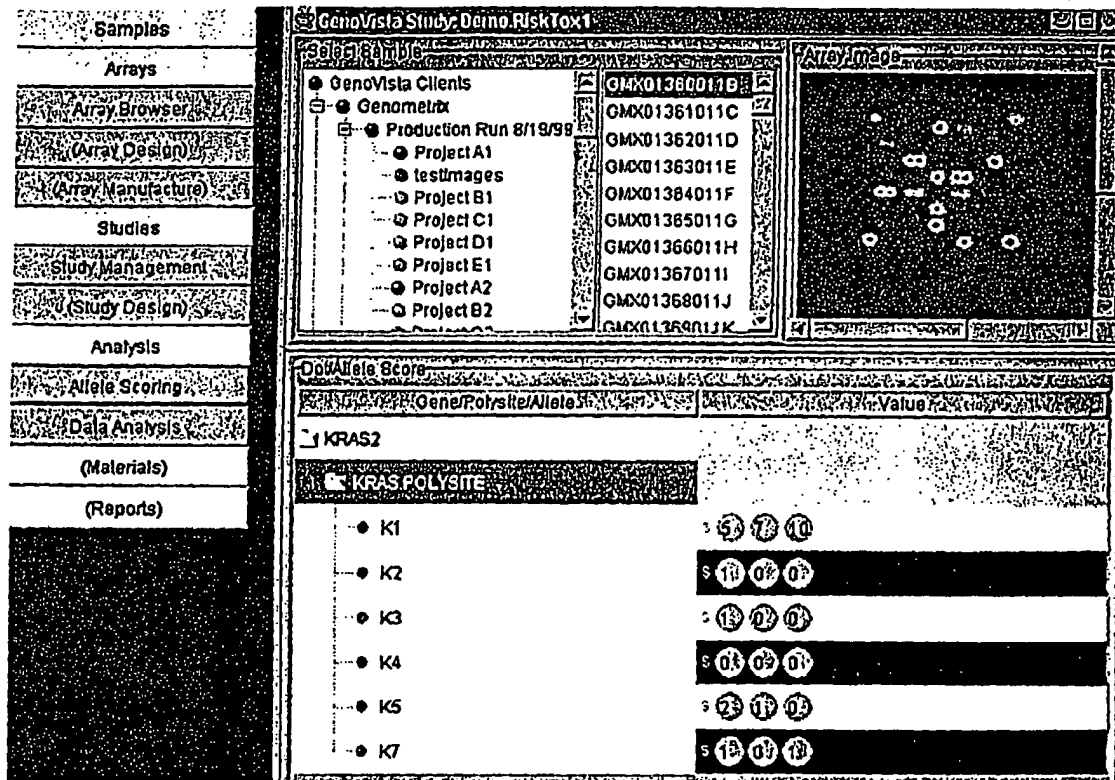 Samples
Arrays
Array Browser
(Array Design)
(Array Manufacture)
Studies
Study Management
(Study Design)
Analysis
Allele Scoring
Data Analysis
(Materials)
(Reports)
GenoVista Study: Demo.RiskTox1
Select Sample
GenoVista Clients
Genometrix
Production Run 8/19/98
Project A1
testImages
Project B1
Project C1
Project D1
Project E1
Project A2
Project B2
GMX01360011B
GMX01361011C
GMX01362011D
GMX01363011E
GMX01364011F
GMX01365011G
GMX01366011H
GMX01367011I
GMX01368011J
GMX01369011K
Array Image
Dot/Allele Score
Gene/Polysite/Allele
Value
KRAS2
KRAS POLYSITE
K1
K2
K3
K4
K5
K7